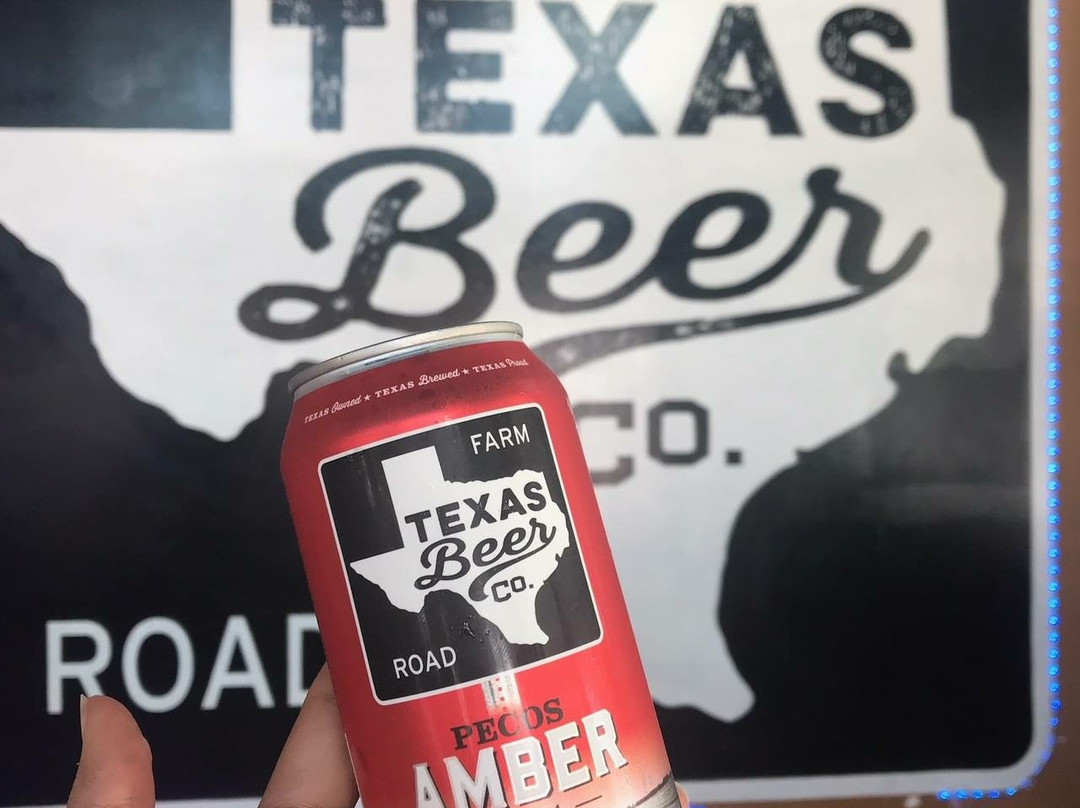 TEXAS
Beer
CO.
ROAD
TEXAS Owned ★ TEXAS Brewed ★ TEXAS Proud
FARM
TEXAS
Beer
CO.
ROAD
PECOS
AMBER